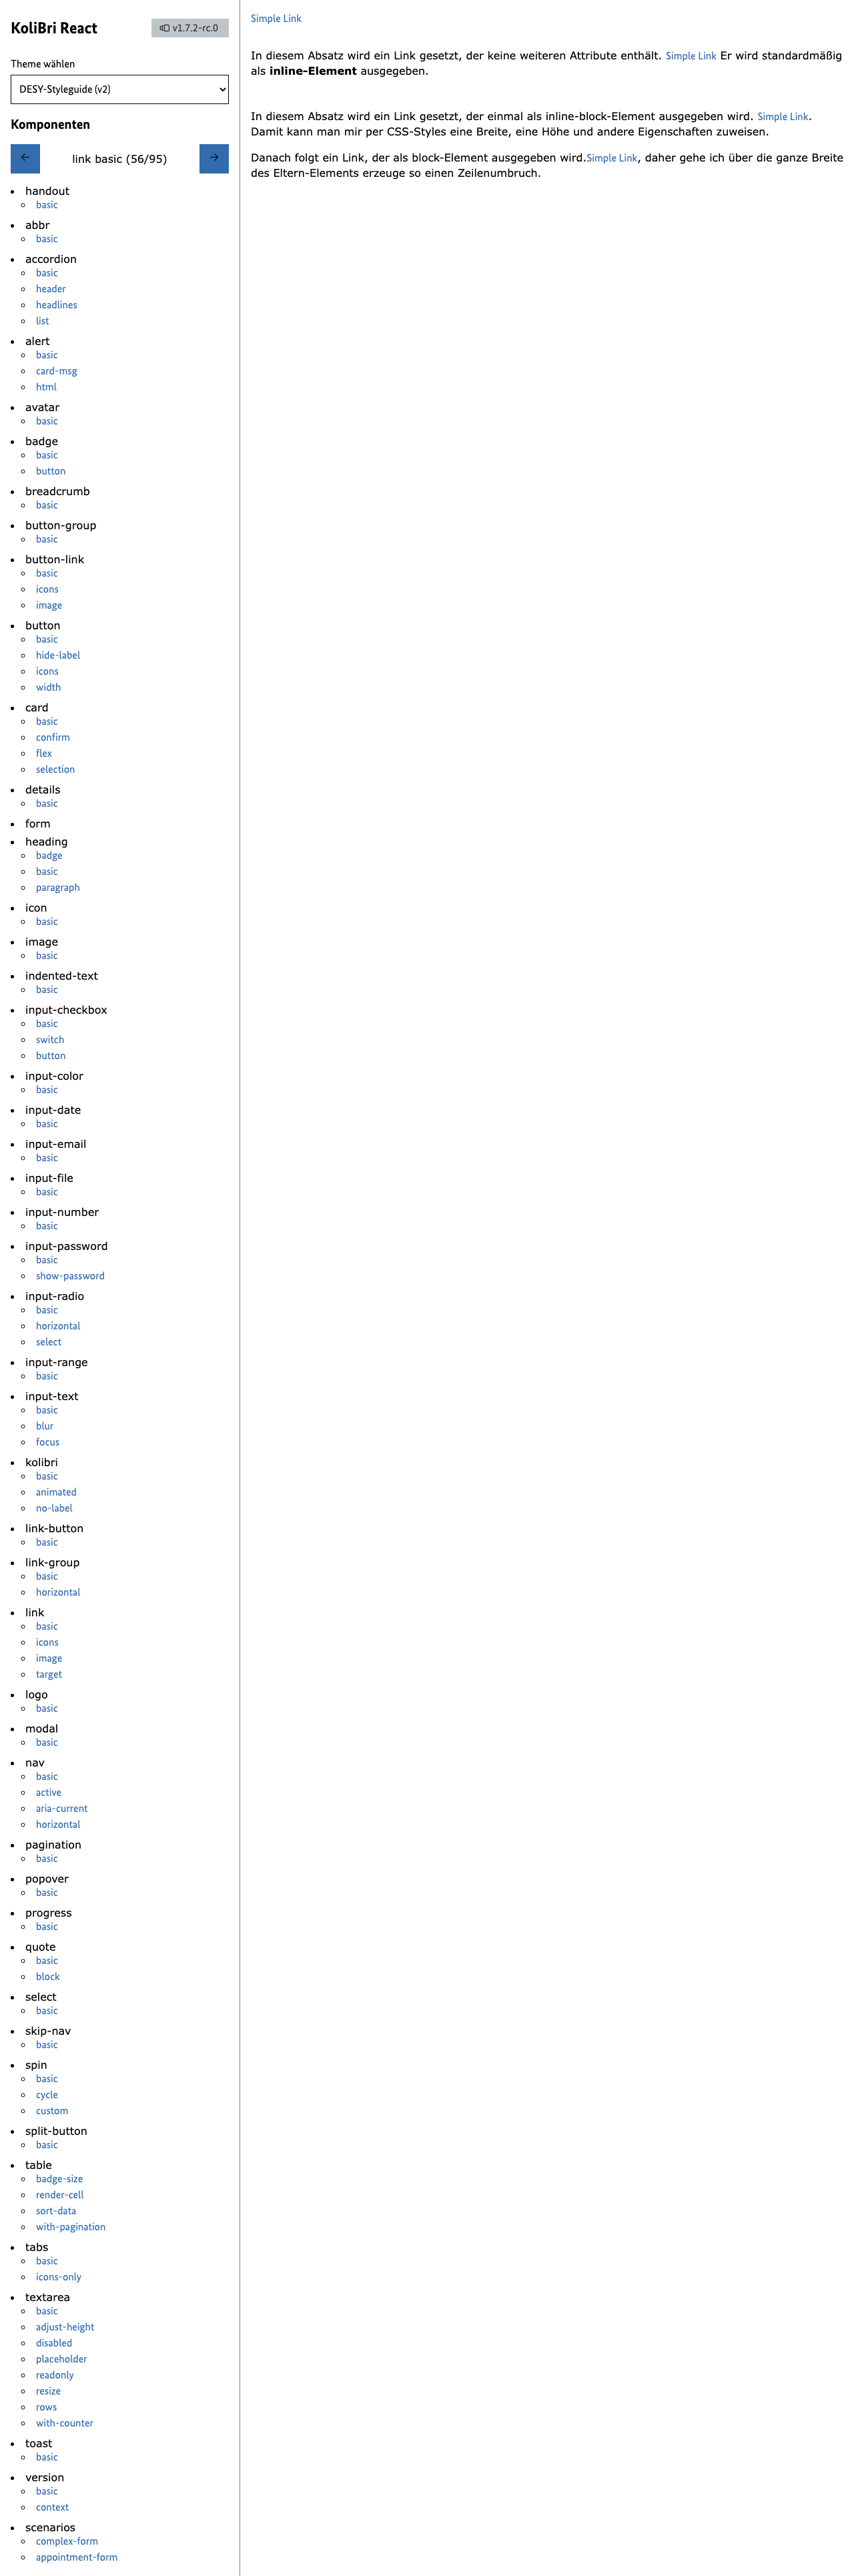 KoliBri React
v1.7.2-rc.0
Theme wählen
DESY-Styleguide (v2)
Komponenten
← link basic (56/95) →
handout
basic
abbr
basic
accordion
basic
header
headlines
list
alert
basic
card-msg
html
avatar
basic
badge
basic
button
breadcrumb
basic
button-group
basic
button-link
basic
icons
image
button
basic
hide-label
icons
width
card
basic
confirm
flex
selection
details
basic
form
heading
badge
basic
paragraph
icon
basic
image
basic
indented-text
basic
input-checkbox
basic
switch
button
input-color
basic
input-date
basic
input-email
basic
input-file
basic
input-number
basic
input-password
basic
show-password
input-radio
basic
horizontal
select
input-range
basic
input-text
basic
blur
focus
kolibri
basic
animated
no-label
link-button
basic
link-group
basic
horizontal
link
basic
icons
image
target
logo
basic
modal
basic
nav
basic
active
aria-current
horizontal
pagination
basic
popover
basic
progress
basic
quote
basic
block
select
basic
skip-nav
basic
spin
basic
cycle
custom
split-button
basic
table
badge-size
render-cell
sort-data
with-pagination
tabs
basic
icons-only
textarea
basic
adjust-height
disabled
placeholder
readonly
resize
rows
with-counter
toast
basic
version
basic
context
scenarios
complex-form
appointment-form
Simple Link
In diesem Absatz wird ein Link gesetzt, der keine weiteren Attribute enthält. Simple Link Er wird standardmäßig
als inline-Element ausgegeben.
In diesem Absatz wird ein Link gesetzt, der einmal als inline-block-Element ausgegeben wird. Simple Link.
Damit kann man mir per CSS-Styles eine Breite, eine Höhe und andere Eigenschaften zuweisen.
Danach folgt ein Link, der als block-Element ausgegeben wird.Simple Link, daher gehe ich über die ganze Breite
des Eltern-Elements erzeuge so einen Zeilenumbruch.